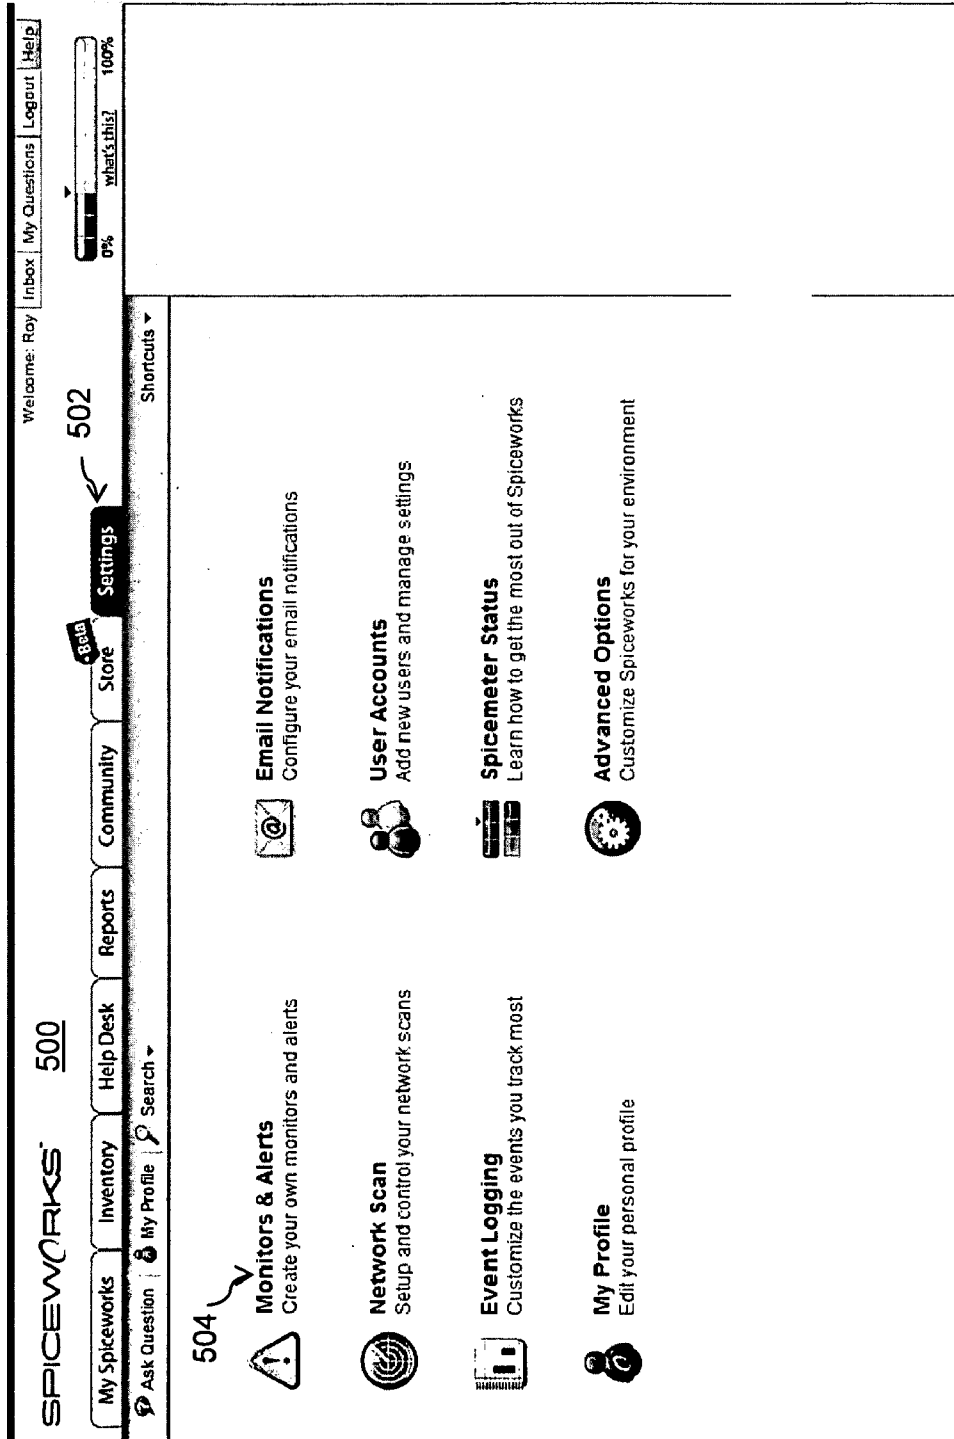 Welcome: Ray | Inbox | My Questions | Logout | Help
SPICEWORKS 500
0% what's this? 100%
502
My Spiceworks Inventory Help Desk Reports Community Store Beta Settings
Ask Question | My Profile | Search Shortcuts
504
Monitors & Alerts
Create your own monitors and alerts
Email Notifications
Configure your email notifications
Network Scan
Setup and control your network scans
User Accounts
Add new users and manage settings
Event Logging
Customize the events you track most
Spicemeter Status
Learn how to get the most out of Spiceworks
My Profile
Edit your personal profile
Advanced Options
Customize Spiceworks for your environment